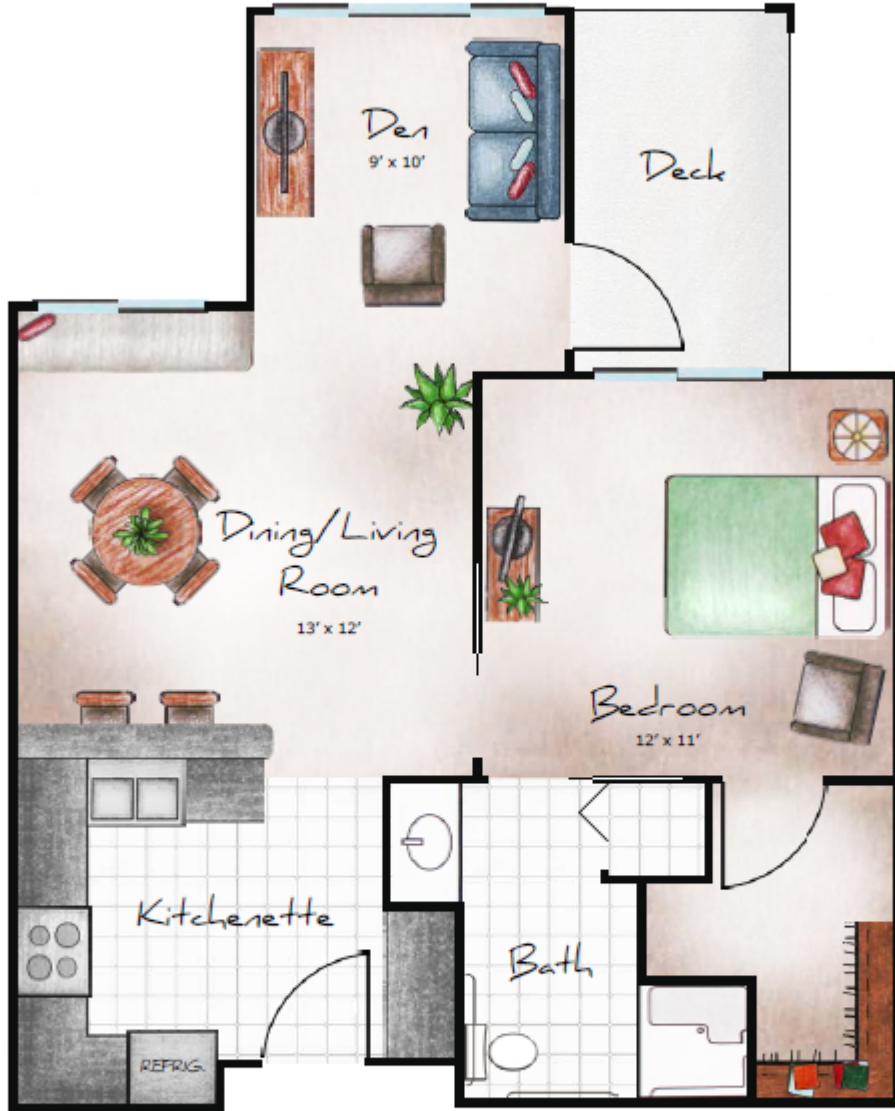 Den
9' x 10'
Deck
Dining/Living
Room
13' x 12'
Bedroom
12' x 11'
Kitchenette
Bath
REFRIG.